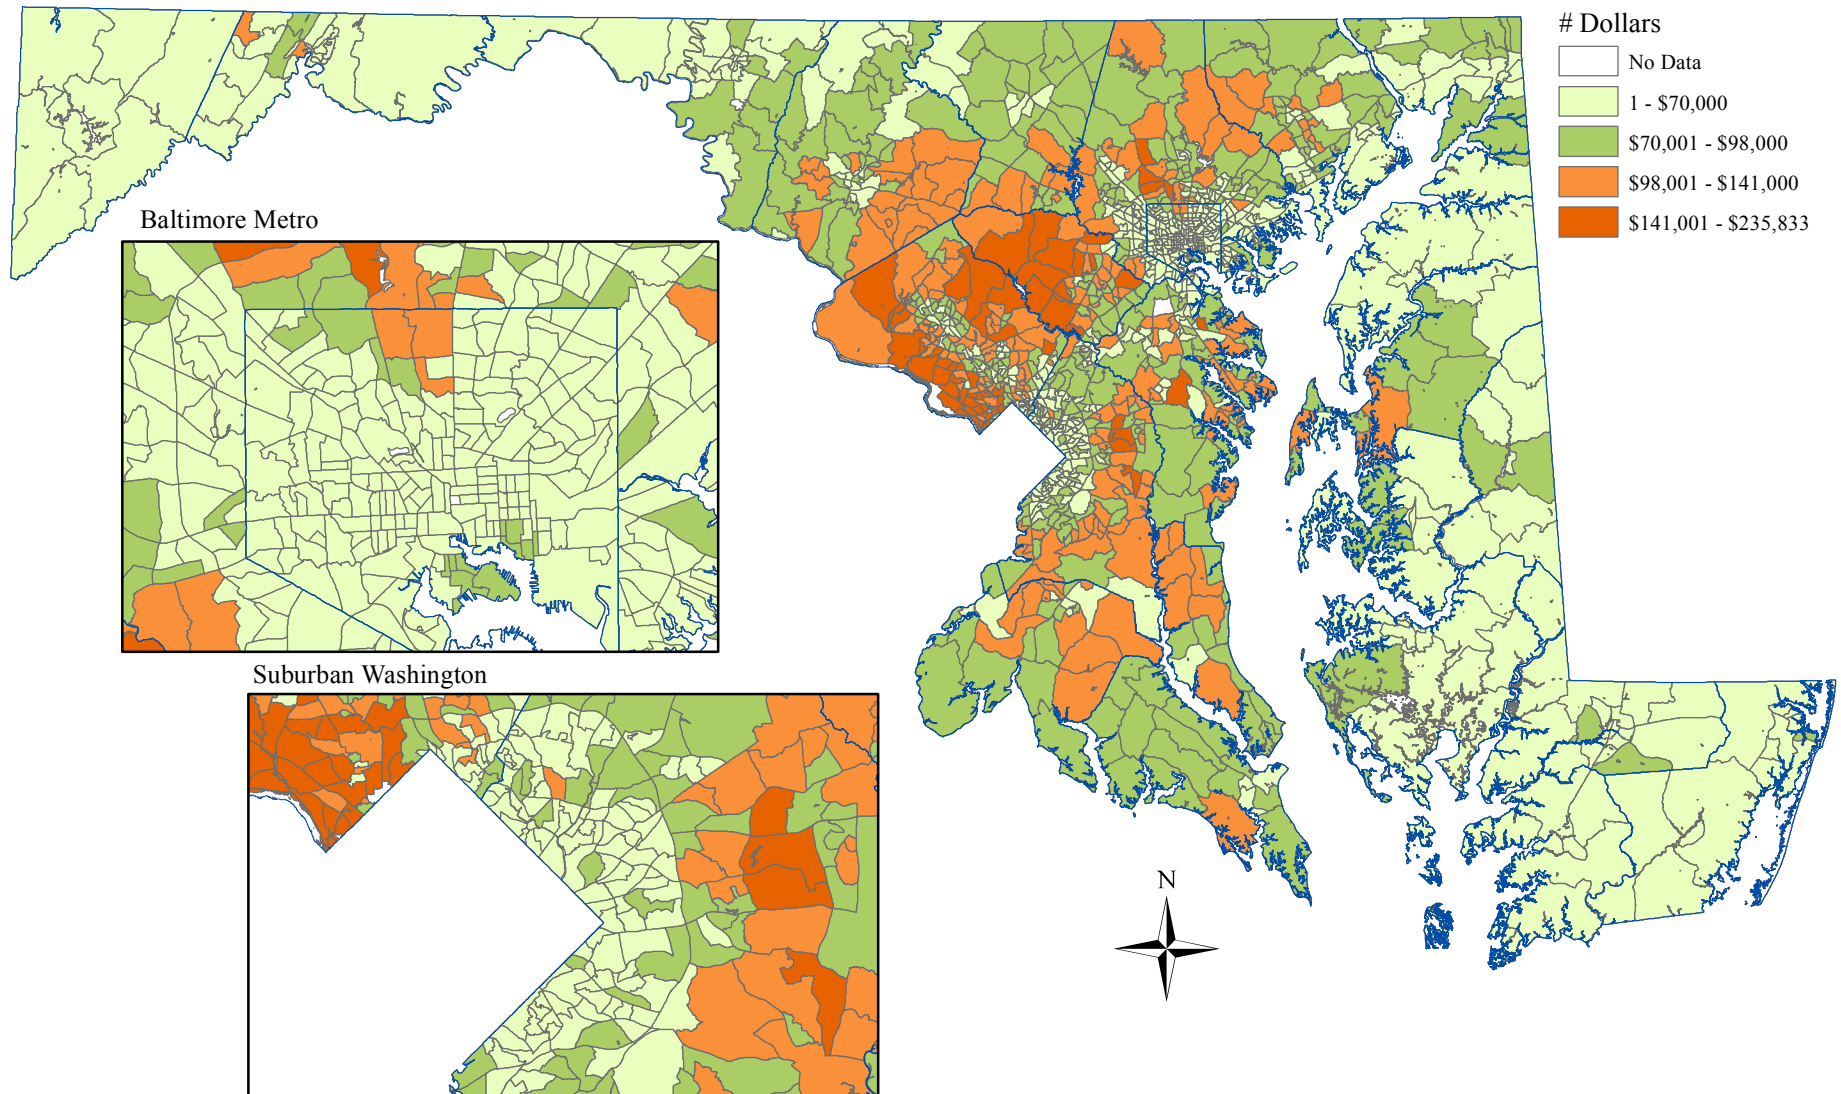 # Dollars
No Data
1 - $70,000
$70,001 - $98,000
$98,001 - $141,000
$141,001 - $235,833
Baltimore Metro
Suburban Washington
N